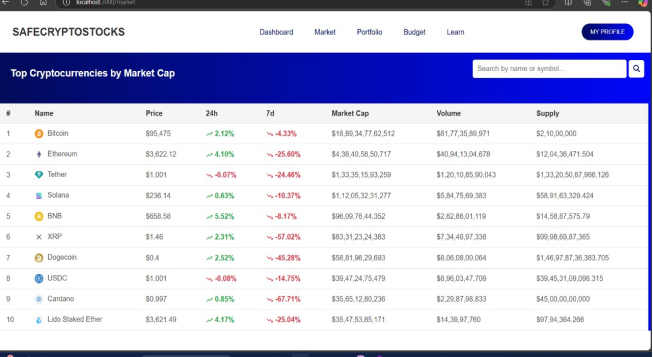 localhost:3000/market
SAFECRYPTOSTOCKS Dashboard Market Portfolio Budget Learn MY PROFILE
Top Cryptocurrencies by Market Cap Search by name or symbol...
# Name Price 24h 7d Market Cap Volume Supply
1 Bitcoin $95,475 2.12% -4.33% $18,89,34,77,62,512 $81,77,35,89,971 $2,10,00,000
2 Ethereum $3,622.12 4.10% -25.60% $4,36,40,58,50,717 $40,94,13,04,678 $12,04,36,471.504
3 Tether $1.001 -0.07% -24.46% $1,33,35,15,93,259 $1,20,10,85,90,043 $1,33,20,50,67,986.126
4 Solana $236.14 0.63% -10.37% $1,12,05,32,31,277 $5,84,75,69,383 $58,91,63,329.424
5 BNB $658.58 5.52% -8.17% $96,09,76,44,352 $2,62,86,01,119 $14,58,87,575.79
6 XRP $1.46 2.31% -57.02% $83,31,23,24,383 $7,34,46,97,338 $99,98,69,87,365
7 Dogecoin $0.4 2.52% -45.28% $58,81,96,29,693 $8,06,08,00,064 $1,46,97,87,36,383.705
8 USDC $1.001 -0.08% -14.75% $39,47,24,75,479 $8,96,03,47,709 $39,45,31,09,096.315
9 Cardano $0.997 0.85% -67.71% $35,65,12,80,236 $2,29,87,98,833 $45,00,00,00,000
10 Lido Staked Ether $3,621.49 4.17% -25.04% $35,47,53,85,171 $14,39,97,760 $97,94,364.266